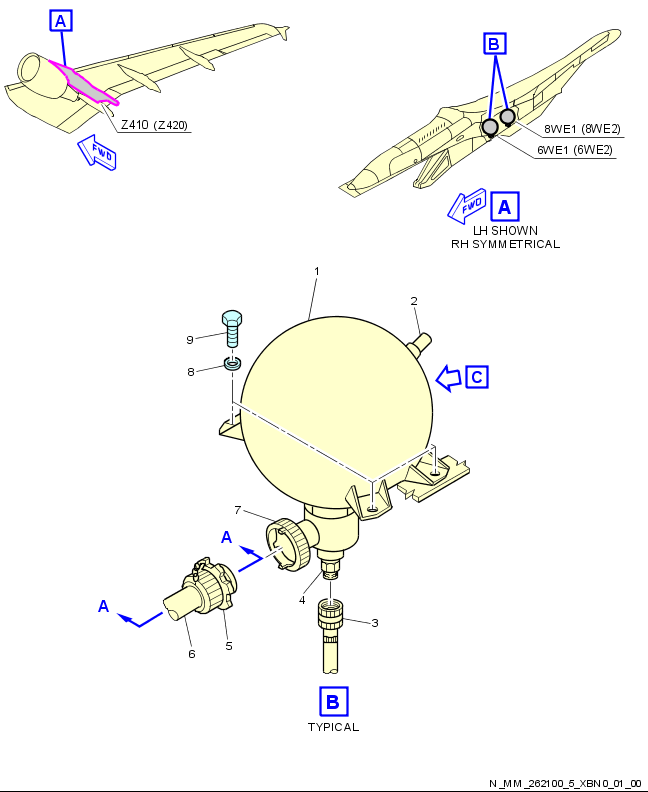 A
Z410 (Z420)
FWD
B
8WE1 (8WE2)
6WE1 (6WE2)
FWD
A
LH SHOWN
RH SYMMETRICAL
1
2
9
8
C
7
A
4
A
5
3
6
B
TYPICAL
N_MM_262100_5_XBN0_01_00